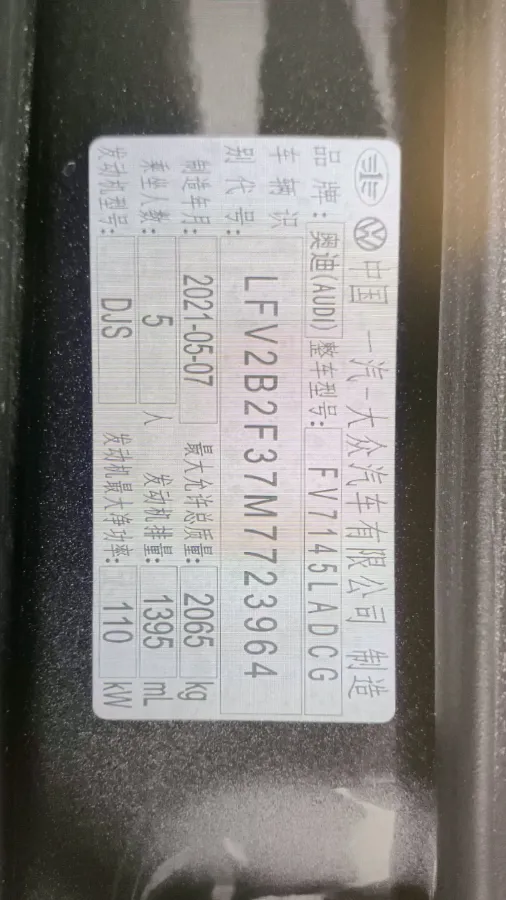 中国 一汽-大众汽车有限公司 制造
品牌: 奥迪(AUDI) 整车型号: FV7145LADCG
车辆识别代号: LFV2B2F37M7723964
制造年月: 2021-05-07 最大允许总质量: 2065 kg
乘坐人数: 5 人 发动机排量: 1395 mL
发动机型号: DJS 发动机最大净功率: 110 kW